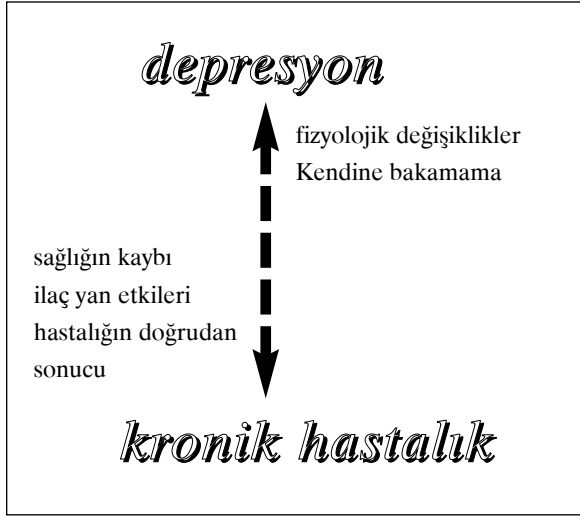 depresyon
fizyolojik değişiklikler
Kendine bakamama
sağlığın kaybı
ilaç yan etkileri
hastalığın doğrudan
sonucu
kronik hastalık